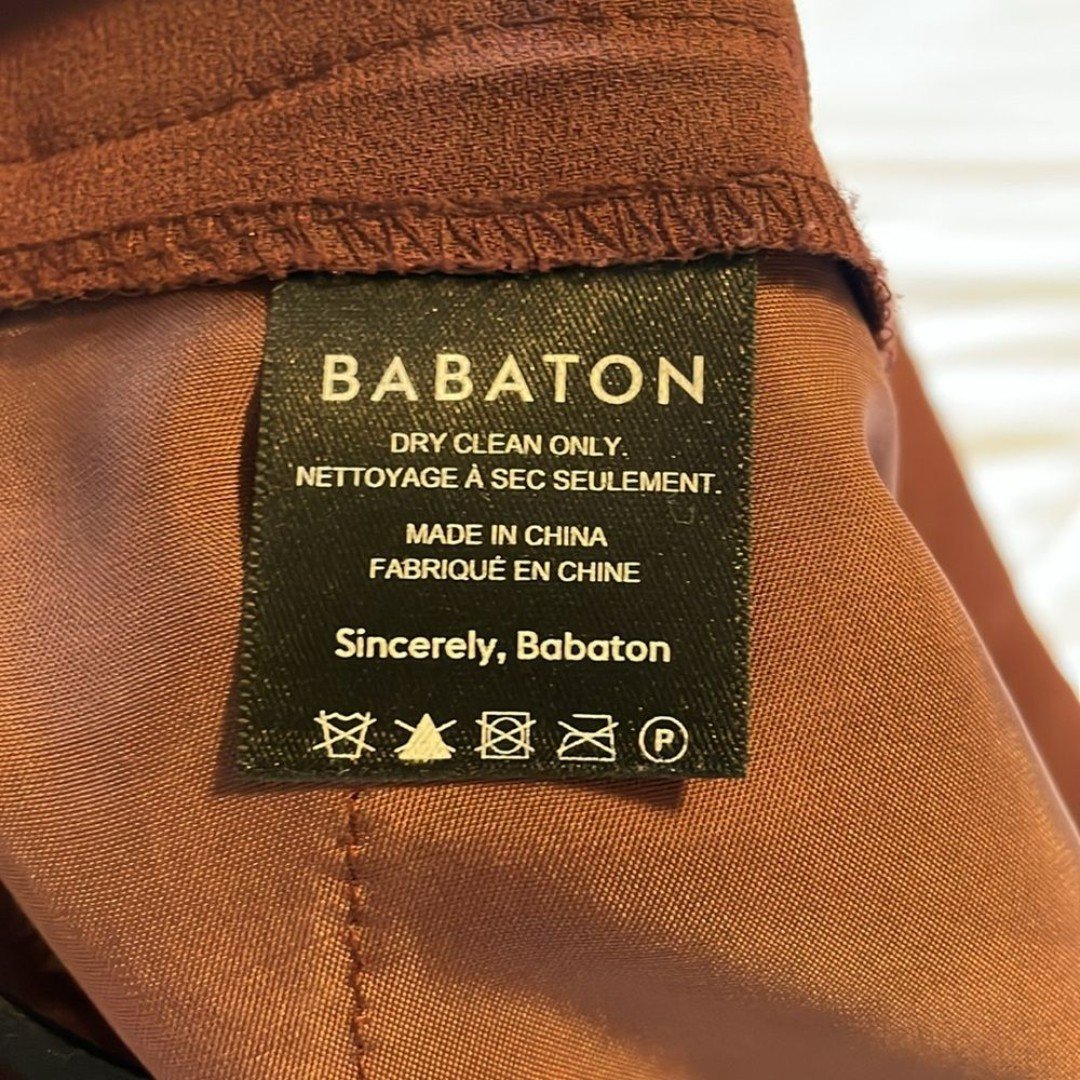 BABATON
DRY CLEAN ONLY.
NETTOYAGE À SEC SEULEMENT.
MADE IN CHINA
FABRIQUÉ EN CHINE
Sincerely, Babaton
P